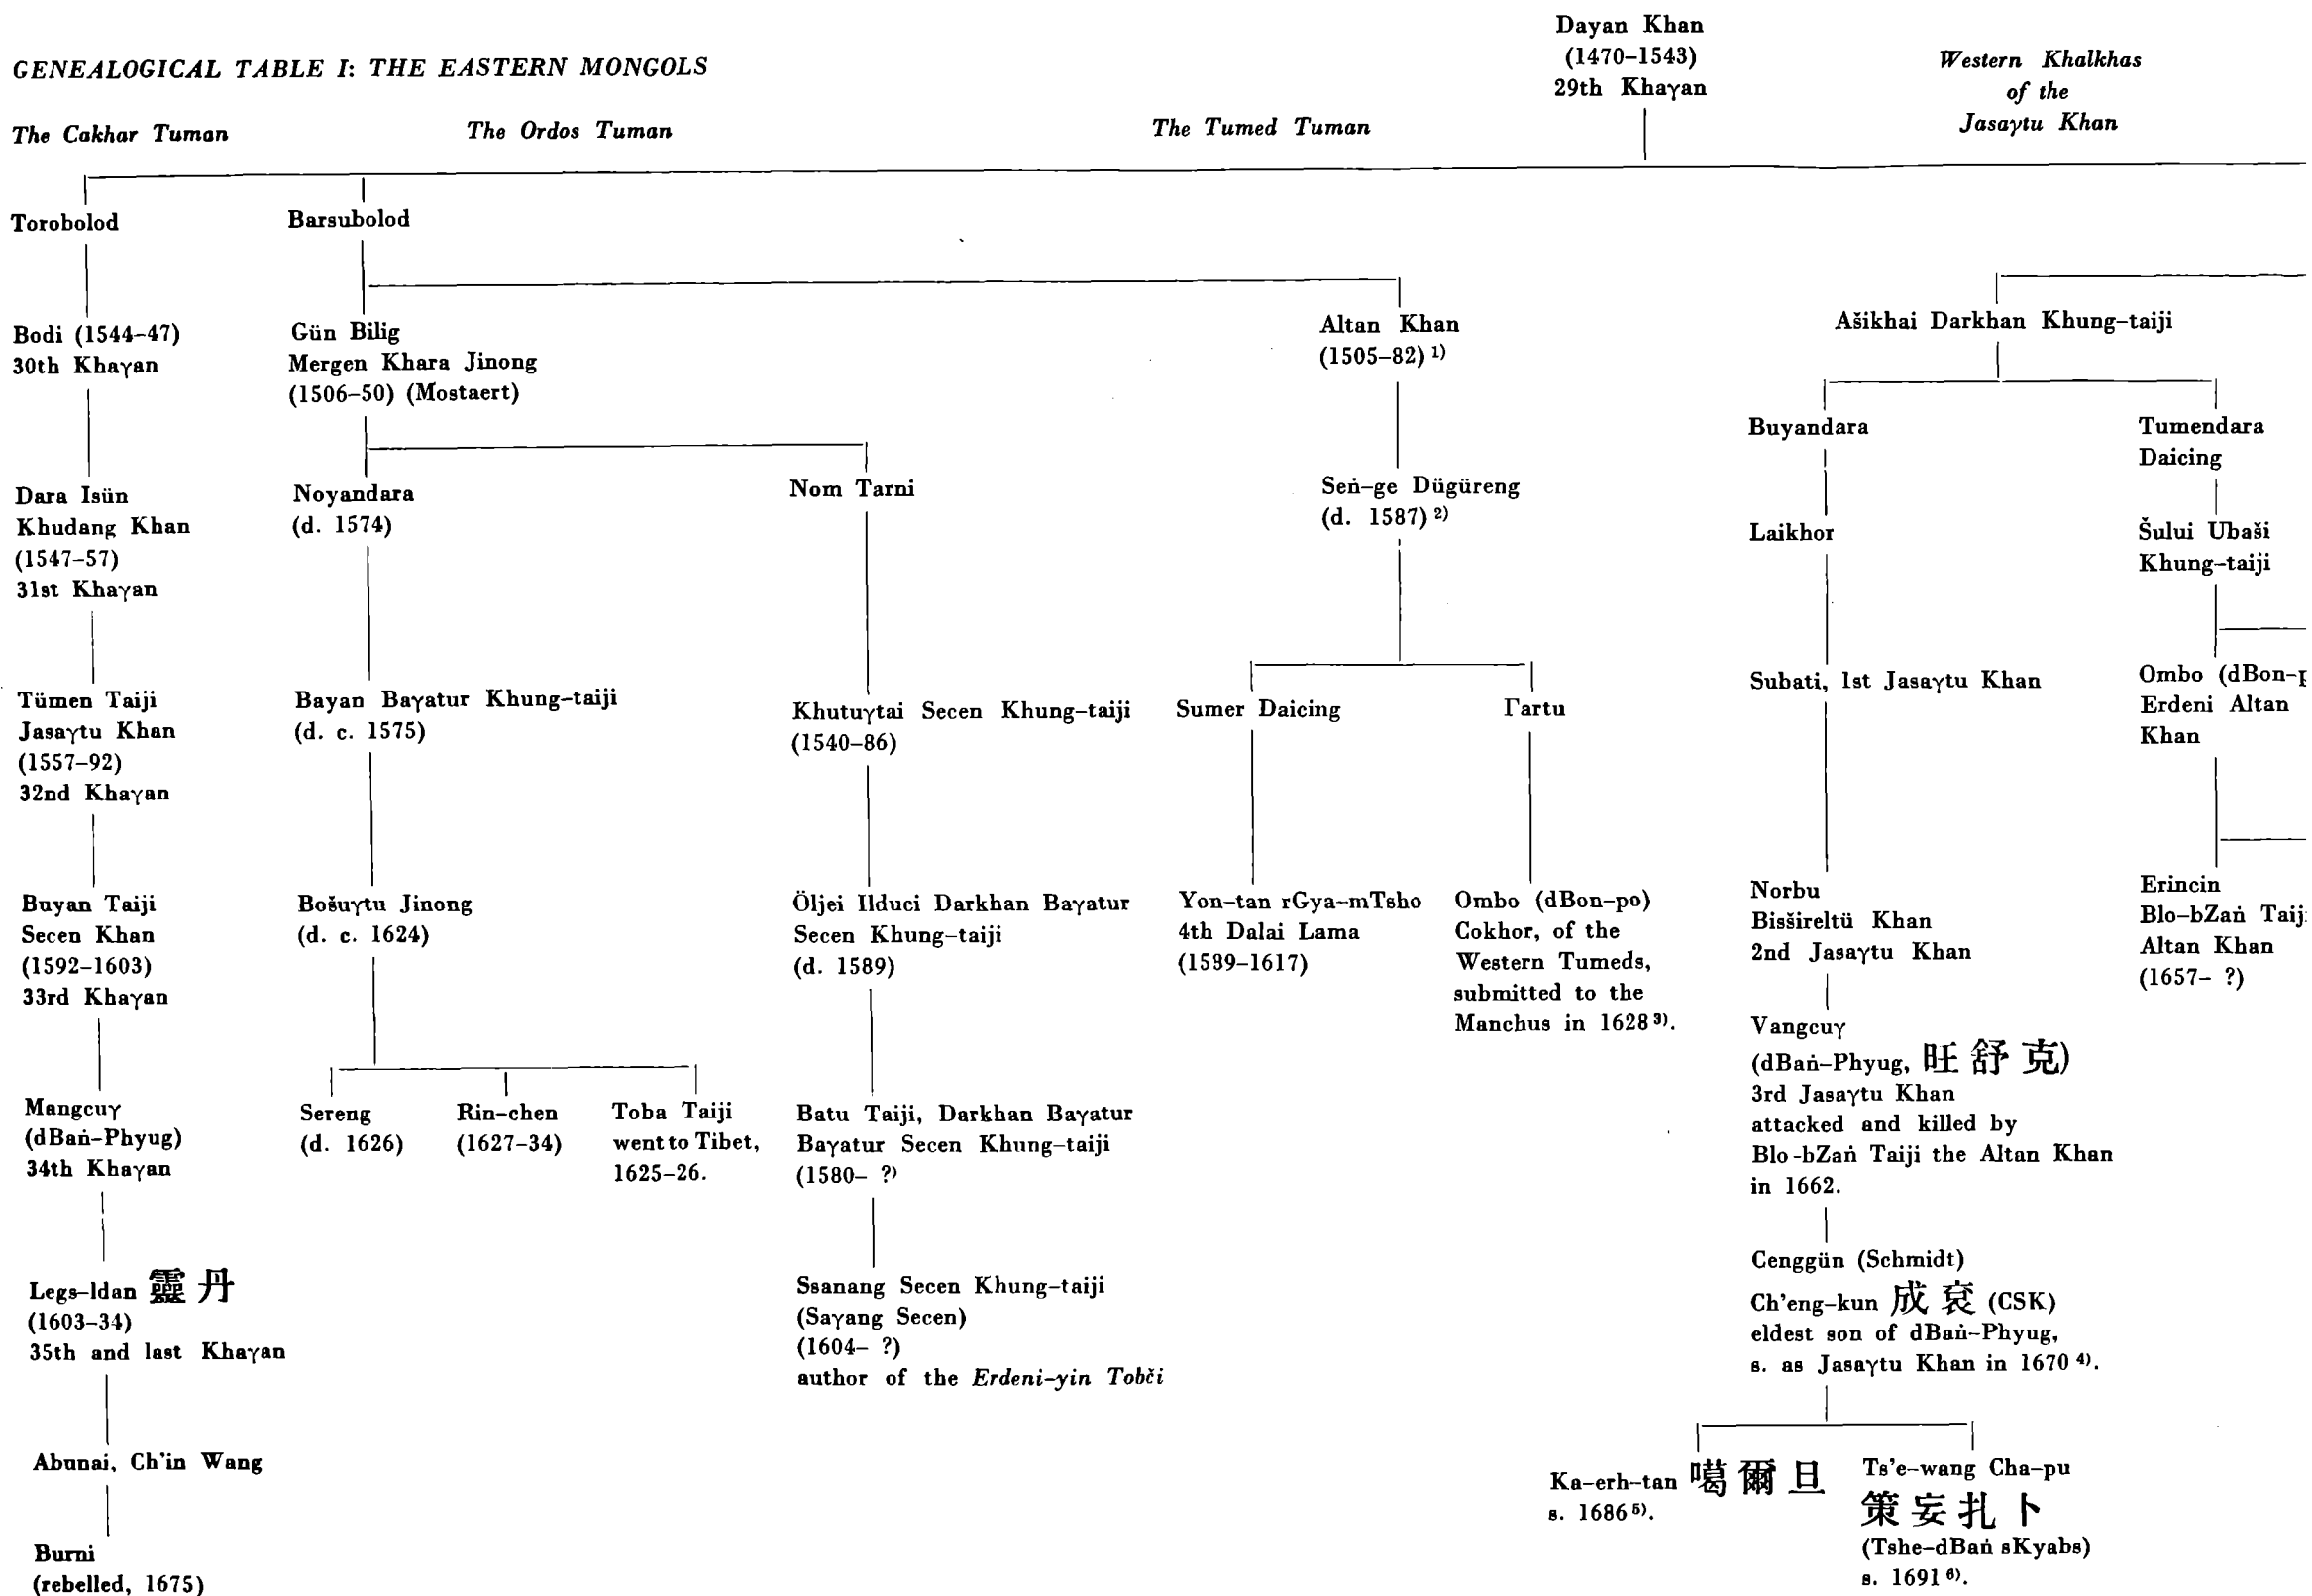 GENEALOGICAL TABLE I: THE EASTERN MONGOLS
Dayan Khan
(1470–1543)
29th Khaγan
Western Khalkhas
of the
Jasaγtu Khan
The Cakhar Tuman
The Ordos Tuman
The Tumed Tuman
Torobolod
Bodi (1544–47)
30th Khaγan
Dara Isün
Khudang Khan
(1547–57)
31st Khaγan
Tümen Taiji
Jasaγtu Khan
(1557–92)
32nd Khaγan
Buyan Taiji
Secen Khan
(1592–1603)
33rd Khaγan
Mangcuγ
(dBaṅ–Phyug)
34th Khaγan
Legs–ldan 靈丹
(1603–34)
35th and last Khaγan
Abunai, Ch'in Wang
Burni
(rebelled, 1675)
Barsubolod
Gün Bilig
Mergen Khara Jinong
(1506–50) (Mostaert)
Noyandara
(d. 1574)
Bayan Baγatur Khung–taiji
(d. c. 1575)
Bošuγtu Jinong
(d. c. 1624)
Sereng
(d. 1626)
Rin–chen
(1627–34)
Toba Taiji
went to Tibet,
1625–26.
Nom Tarni
Khutuγtai Secen Khung–taiji
(1540–86)
Öljei Ilduci Darkhan Baγatur
Secen Khung–taiji
(d. 1589)
Batu Taiji, Darkhan Baγatur
Baγatur Secen Khung–taiji
(1580– ?)
Ssanang Secen Khung–taiji
(Saγang Secen)
(1604– ?)
author of the Erdeni–yin Tobči
Altan Khan
(1505–82) 1)
Seṅ–ge Dügüreng
(d. 1587) 2)
Sumer Daicing
Yon–tan rGya–mTsho
4th Dalai Lama
(1589–1617)
Γartu
Ombo (dBon–po)
Cokhor, of the
Western Tumeds,
submitted to the
Manchus in 1628 3).
Ašikhai Darkhan Khung–taiji
Buyandara
Laikhor
Subati, 1st Jasaγtu Khan
Norbu
Bisšireltü Khan
2nd Jasaγtu Khan
Vangcuγ
(dBaṅ–Phyug, 旺舒克)
3rd Jasaγtu Khan
attacked and killed by
Blo–bZaṅ Taiji the Altan Khan
in 1662.
Cenggün (Schmidt)
Ch'eng–kun 成袞 (CSK)
eldest son of dBaṅ–Phyug,
s. as Jasaγtu Khan in 1670 4).
Ka–erh–tan 噶爾旦
s. 1686 5).
Ts'e–wang Cha–pu
策妄扎卜
(Tshe–dBaṅ sKyabs)
s. 1691 6).
Tumendara
Daicing
Šului Ubaši
Khung–taiji
Ombo (dBon–p
Erdeni Altan
Khan
Erincin
Blo–bZaṅ Taiji
Altan Khan
(1657– ?)